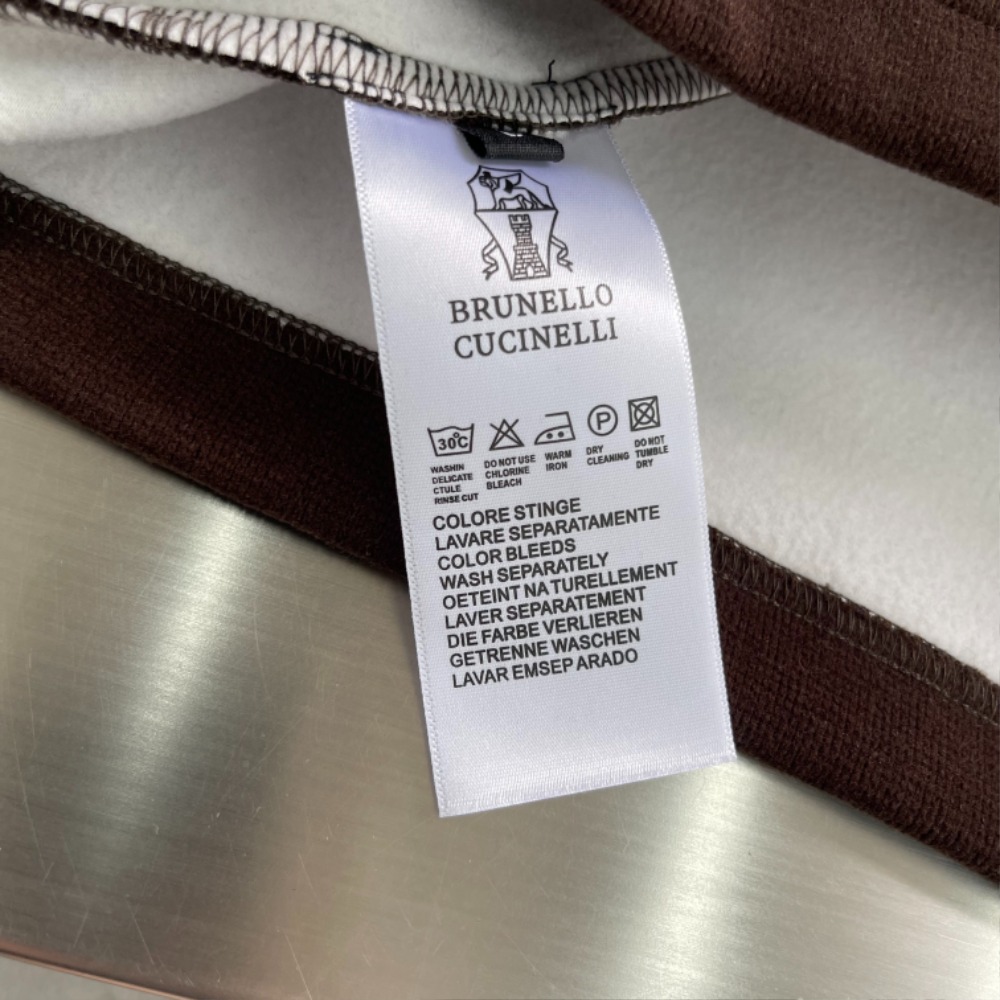 BRUNELLO
CUCINELLI
30°C
P
WASHIN
DELICATE
CTULE
RINSE CUT
DO NOT USE
CHLORINE
BLEACH
WARM
IRON
DRY
CLEANING
DO NOT
TUMBLE
DRY
COLORE STINGE
LAVARE SEPARATAMENTE
COLOR BLEEDS
WASH SEPARATELY
OETEINT NA TURELLEMENT
LAVER SEPARATEMENT
DIE FARBE VERLIEREN
GETRENNE WASCHEN
LAVAR EMSEP ARADO